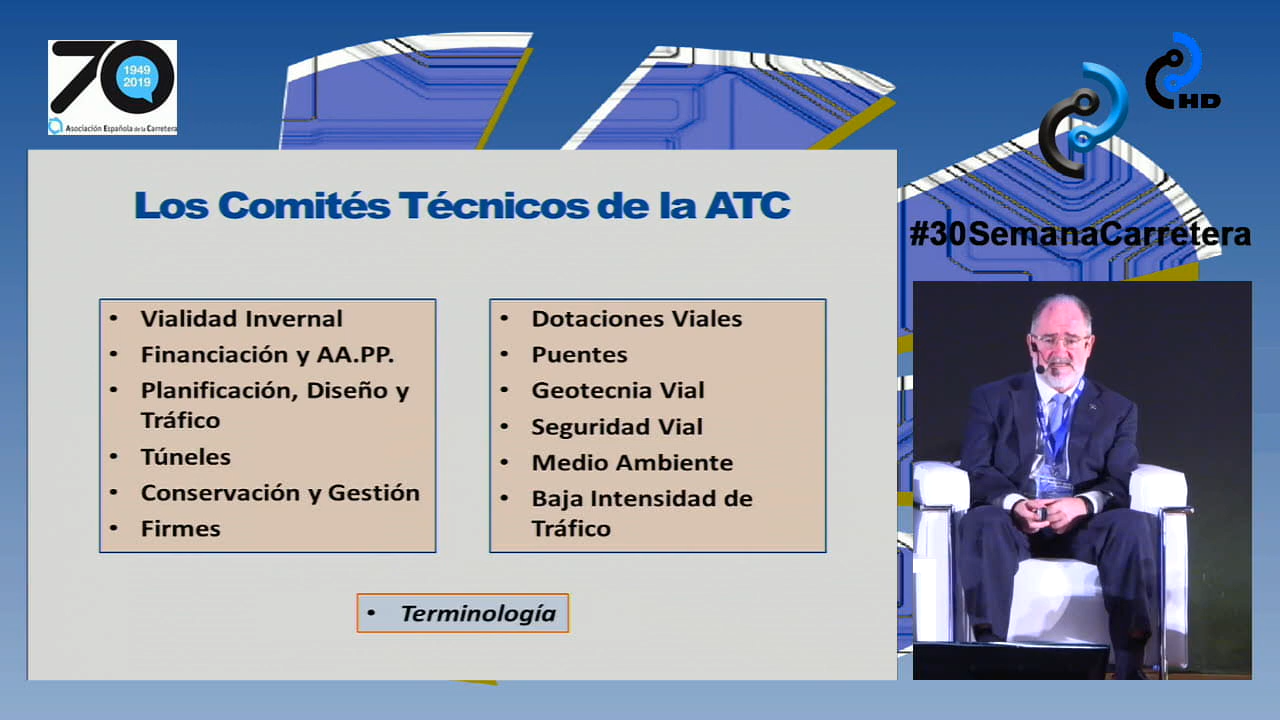 70
1949
2019
Asociación Española de la Carretera
HD
#30SemanaCarretera
Los Comités Técnicos de la ATC
• Vialidad Invernal
• Financiación y AA.PP.
• Planificación, Diseño y
Tráfico
• Túneles
• Conservación y Gestión
• Firmes
• Dotaciones Viales
• Puentes
• Geotecnia Vial
• Seguridad Vial
• Medio Ambiente
• Baja Intensidad de
Tráfico
• Terminología